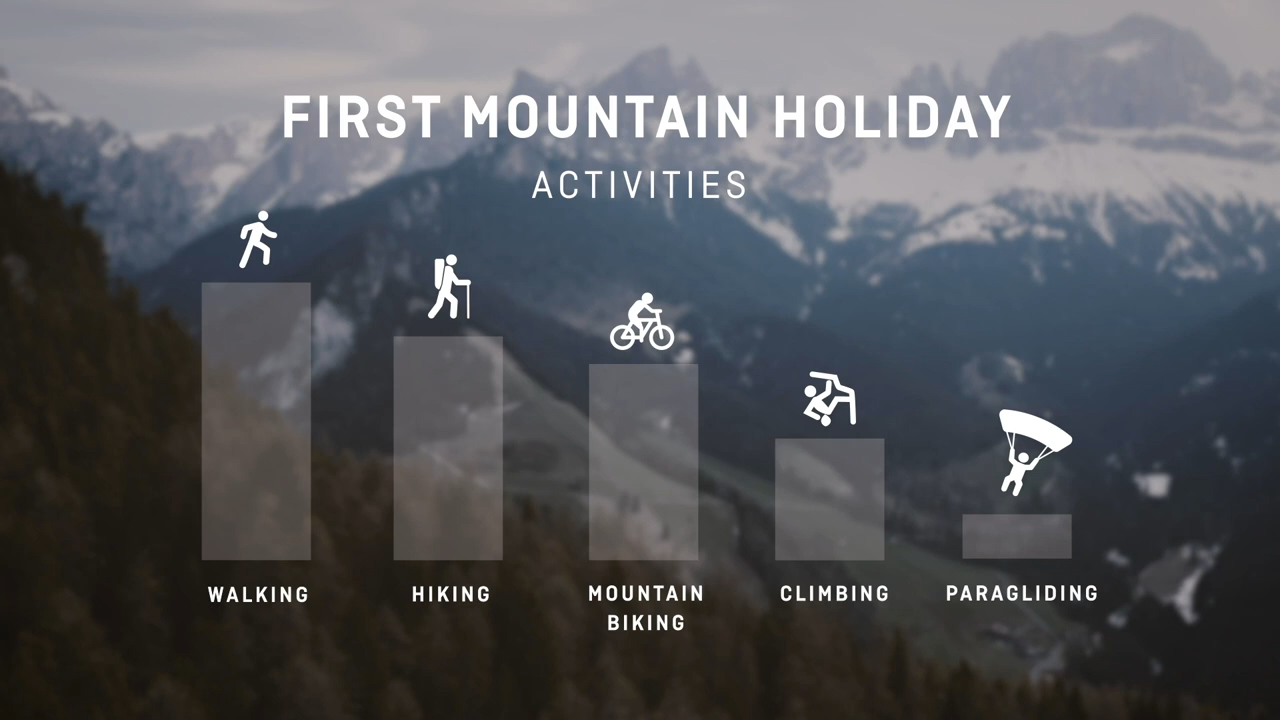 FIRST MOUNTAIN HOLIDAY
ACTIVITIES
WALKING
HIKING
MOUNTAIN
BIKING
CLIMBING
PARAGLIDING